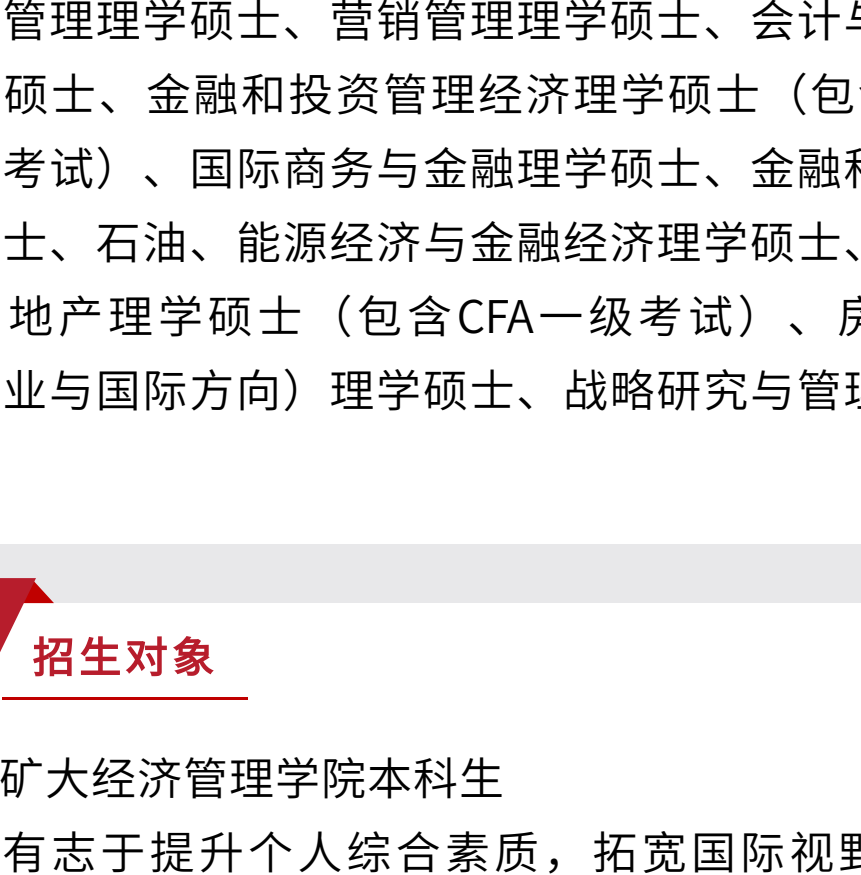 管理理学硕士、营销管理理学硕士、会计与
硕士、金融和投资管理经济理学硕士（包
考试）、国际商务与金融理学硕士、金融和
士、石油、能源经济与金融经济理学硕士、
地产理学硕士（包含CFA一级考试）、房
业与国际方向）理学硕士、战略研究与管理
招生对象
矿大经济管理学院本科生
有志于提升个人综合素质，拓宽国际视野